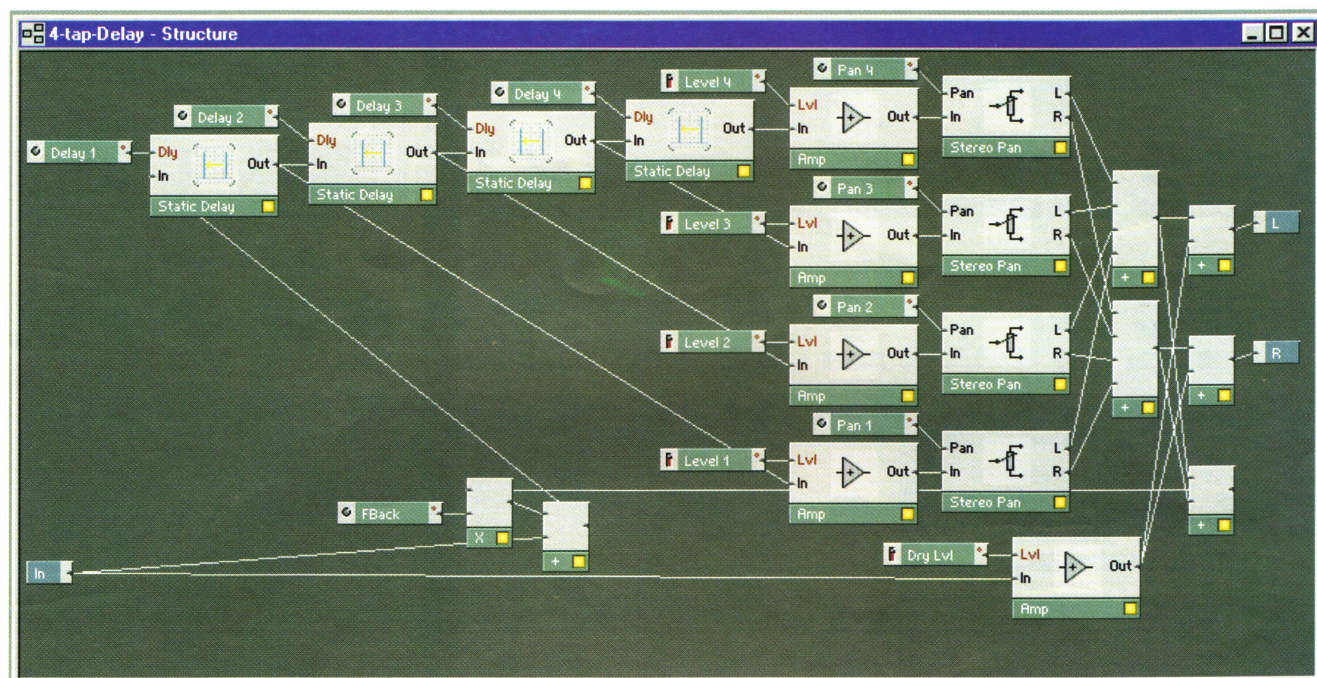 4-tap-Delay - Structure
Delay 1
Dly
In
Out
Static Delay
Delay 2
Dly
In
Out
Static Delay
Delay 3
Dly
In
Out
Static Delay
Delay 4
Dly
In
Out
Static Delay
Level 4
Lvl
In
Out
Amp
Pan 4
Pan
In
L
R
Stereo Pan
Level 3
Lvl
In
Out
Amp
Pan 3
Pan
In
L
R
Stereo Pan
Level 2
Lvl
In
Out
Amp
Pan 2
Pan
In
L
R
Stereo Pan
Level 1
Lvl
In
Out
Amp
Pan 1
Pan
In
L
R
Stereo Pan
+
+
+
+
+
L
R
FBack
X
+
In
Dry Lvl
Lvl
In
Out
Amp